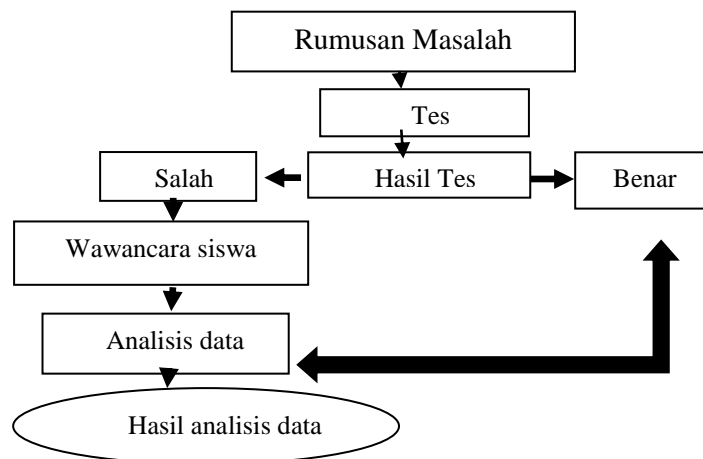 Rumusan Masalah
Tes
Salah
Hasil Tes
Benar
Wawancara siswa
Analisis data
Hasil analisis data